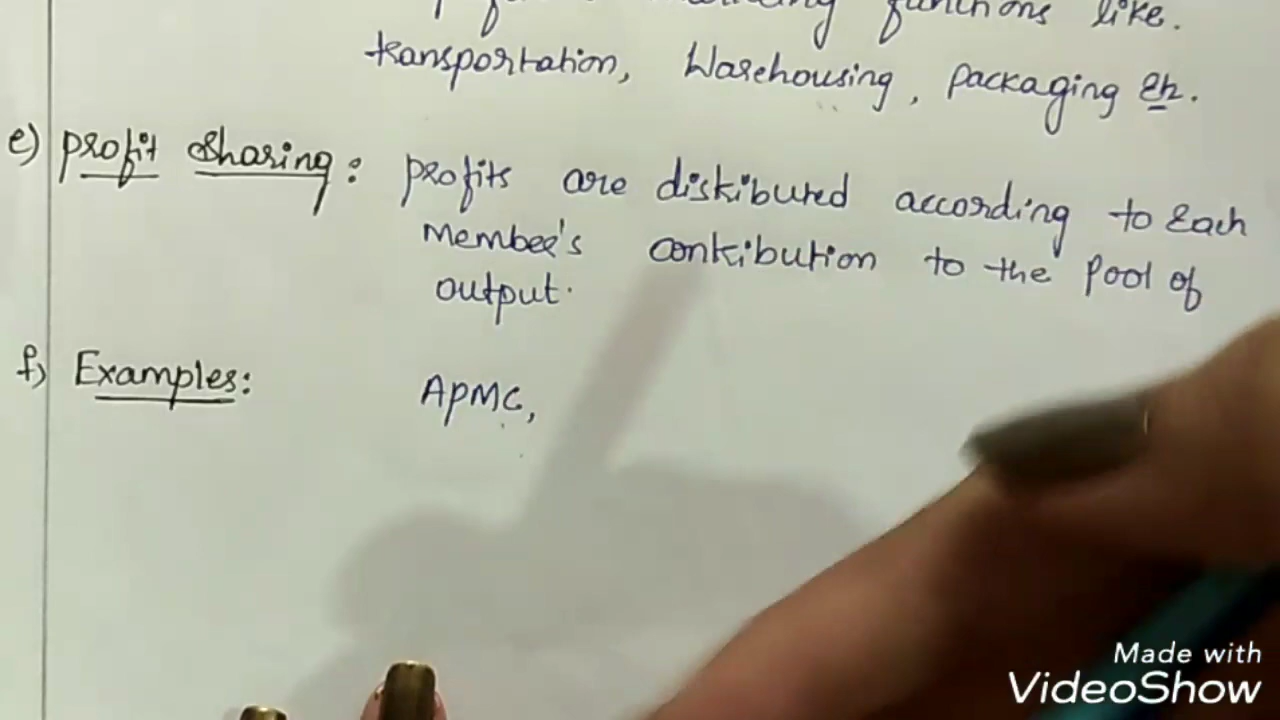 functions like.
transportation, Warehousing, packaging etc.
e) profit sharing: profits are distributed according to each
member's contribution to the pool of
output.
f) Examples: APMC,
Made with
VideoShow